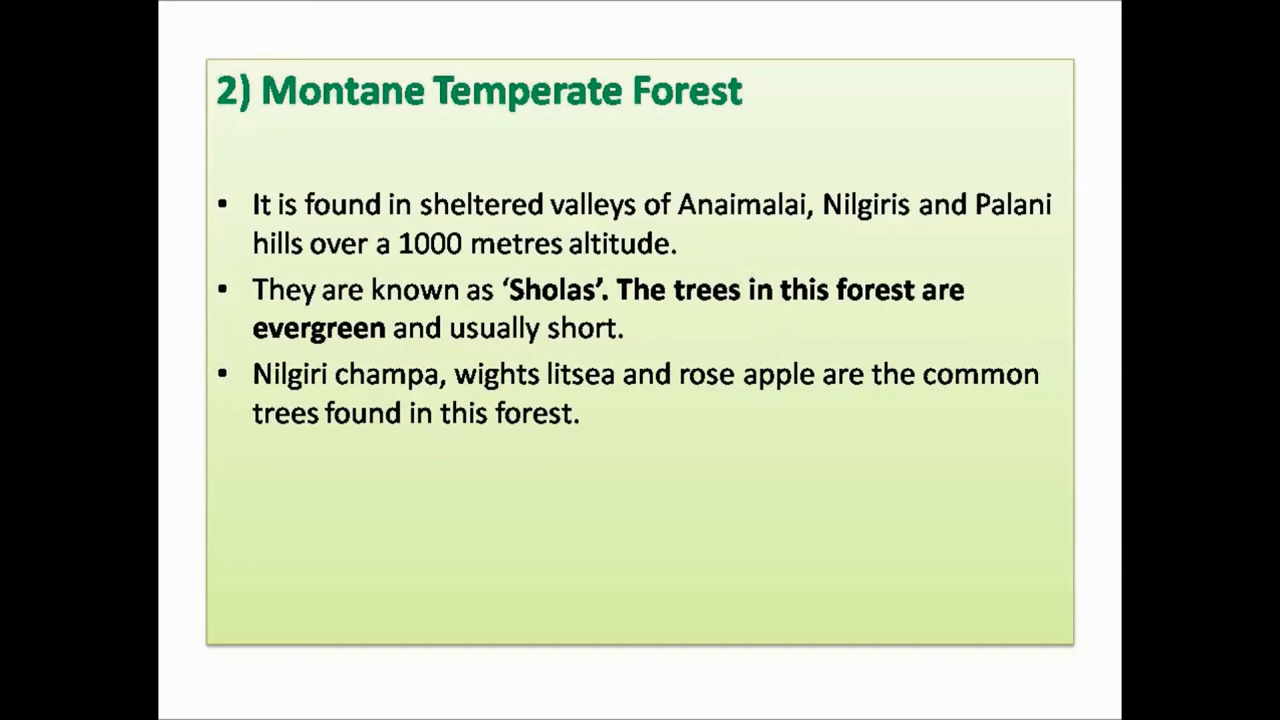 2) Montane Temperate Forest
• It is found in sheltered valleys of Anaimalai, Nilgiris and Palani
hills over a 1000 metres altitude.
• They are known as ‘Sholas’. The trees in this forest are
evergreen and usually short.
• Nilgiri champa, wights litsea and rose apple are the common
trees found in this forest.